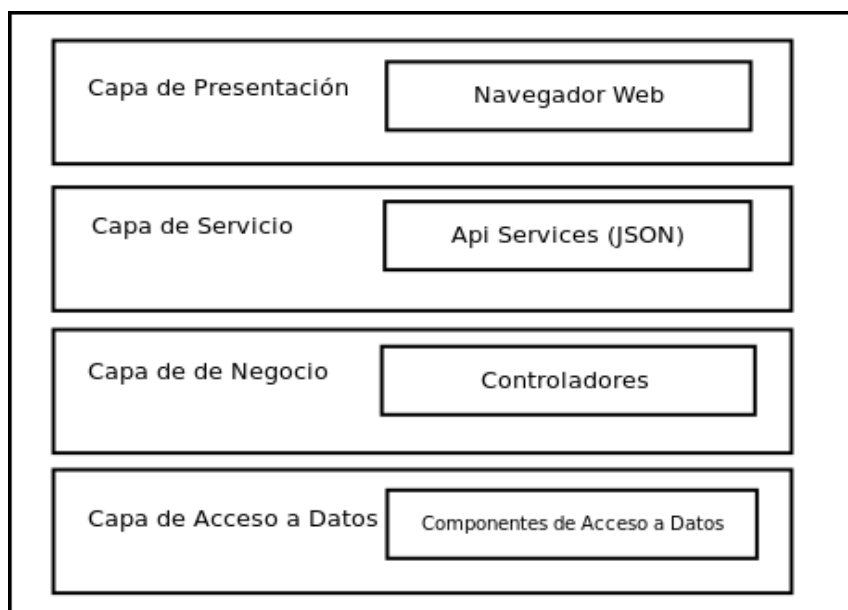 Capa de Presentación
Navegador Web
Capa de Servicio
Api Services (JSON)
Capa de de Negocio
Controladores
Capa de Acceso a Datos
Componentes de Acceso a Datos